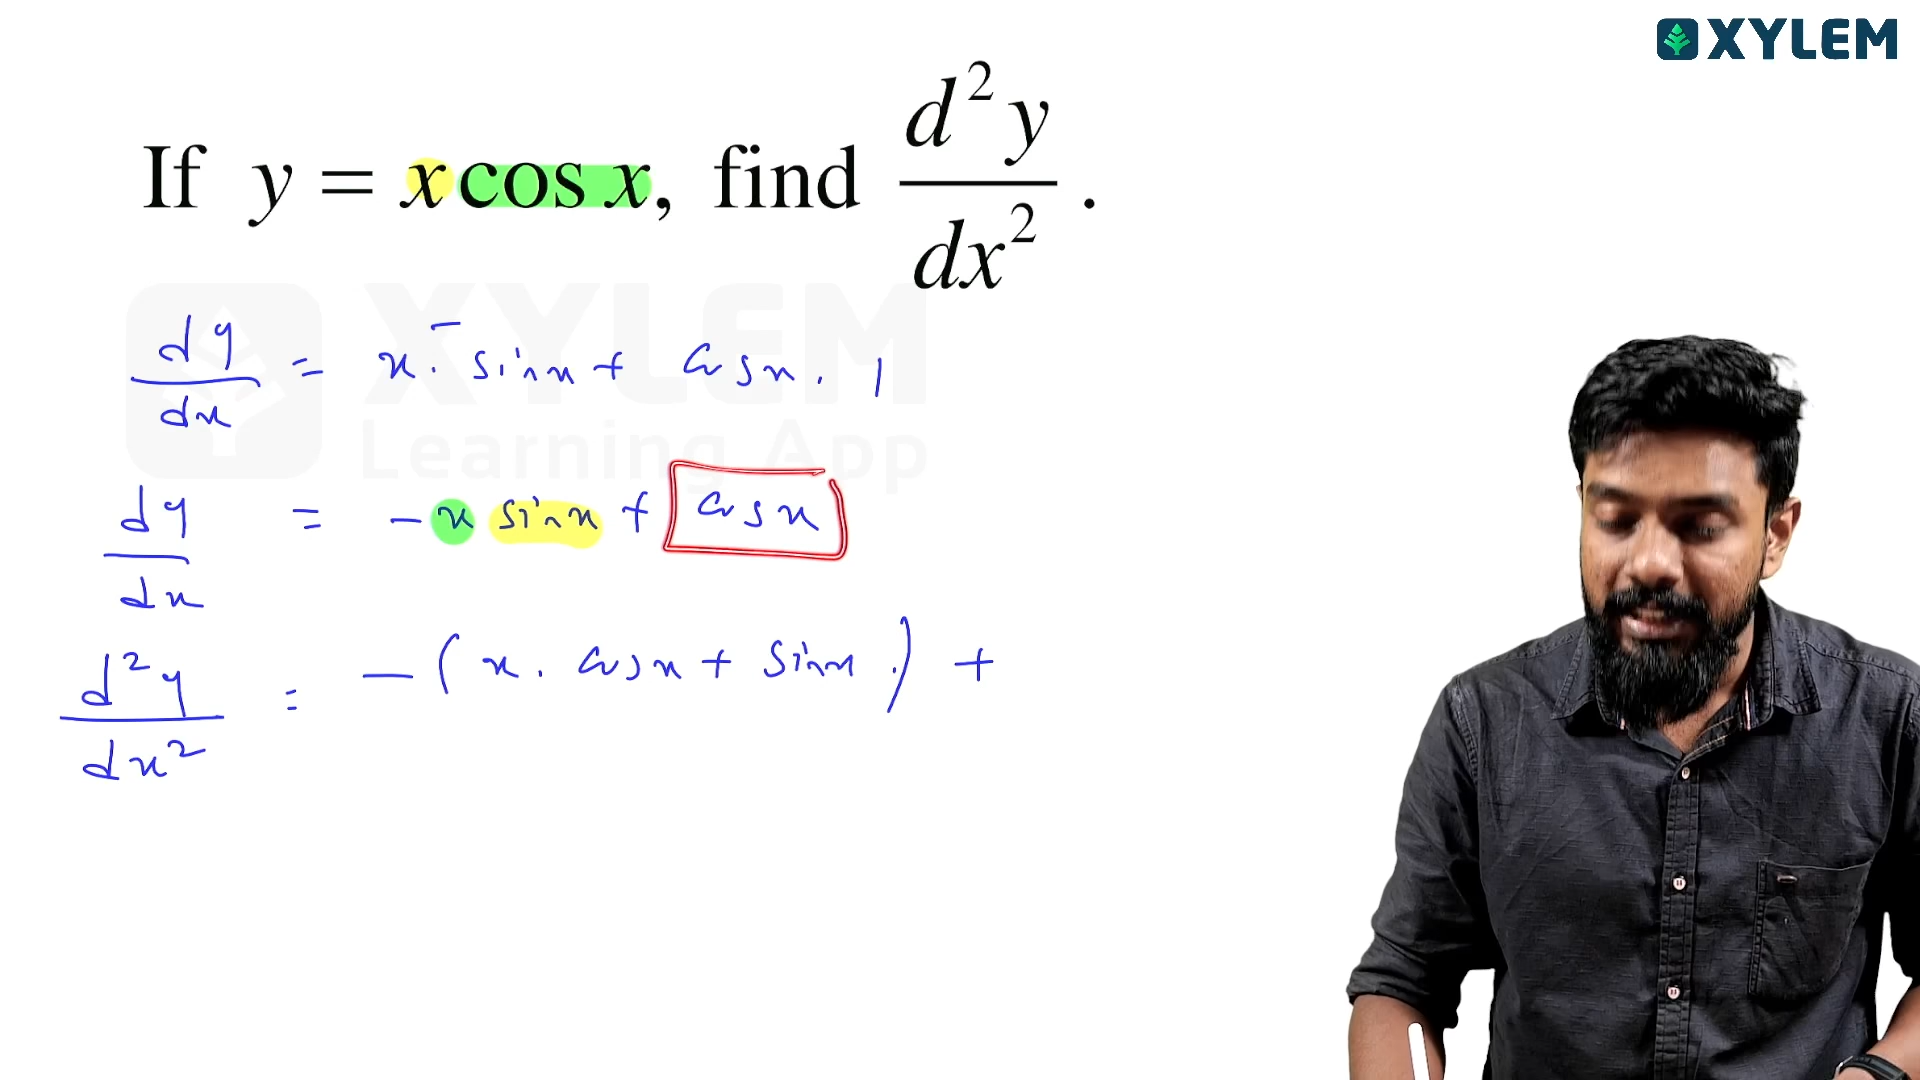 XYLEM
If y = x cos x, find d²y/dx².
XYLEM
Learning App
dy/dx = x. - sinx + cosx. 1
dy/dx = - x sinx + cosx
d²y/dx² = - (x. cosx + sinx .) +